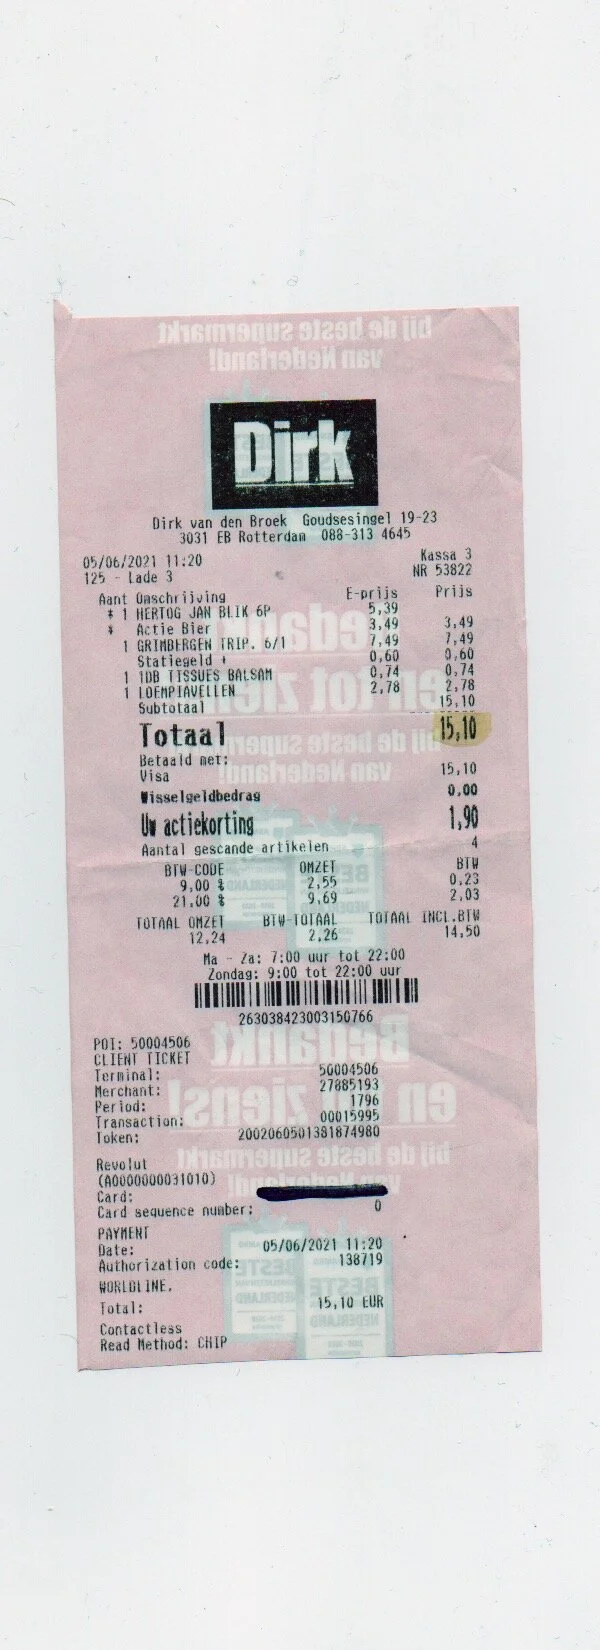 Dirk
Dirk van den Broek Goudsesingel 19-23
3031 EB Rotterdam 088-313 4645
05/06/2021 11:20 Kassa 3
125 - Lade 3 NR 53822
Aant Omschrijving E-prijs Prijs
* 1 HERTOG JAN BLIK 6P 5,39
* Actie Bier 3,49 3,49
1 GRIMBERGEN TRIP. 6/1 7,49 7,49
Statiegeld + 0,60 0,60
1 1DB TISSUES BALSAM 0,74 0,74
1 LOEMPIAVELLEN 2,78 2,78
Subtotaal 15,10
Totaal 15,10
Betaald met:
Visa 15,10
Wisselgeldbedrag 0,00
Uw actiekorting 1,90
Aantal gescande artikelen 4
BTW-CODE OMZET BTW
9,00 % 2,55 0,23
21,00 % 9,69 2,03
TOTAAL OMZET BTW-TOTAAL TOTAAL INCL.BTW
12,24 2,26 14,50
Ma - Za: 7:00 uur tot 22:00
Zondag: 9:00 tot 22:00 uur
263038423003150766
POI: 50004506
CLIENT TICKET
Terminal: 50004506
Merchant: 27885193
Period: 1796
Transaction: 00015995
Token: 2002060501381874980
Revolut
(A0000000031010)
Card:
Card sequence number: 0
PAYMENT
Date: 05/06/2021 11:20
Authorization code: 138719
WORLDLINE.
Total: 15,10 EUR
Contactless
Read Method: CHIP